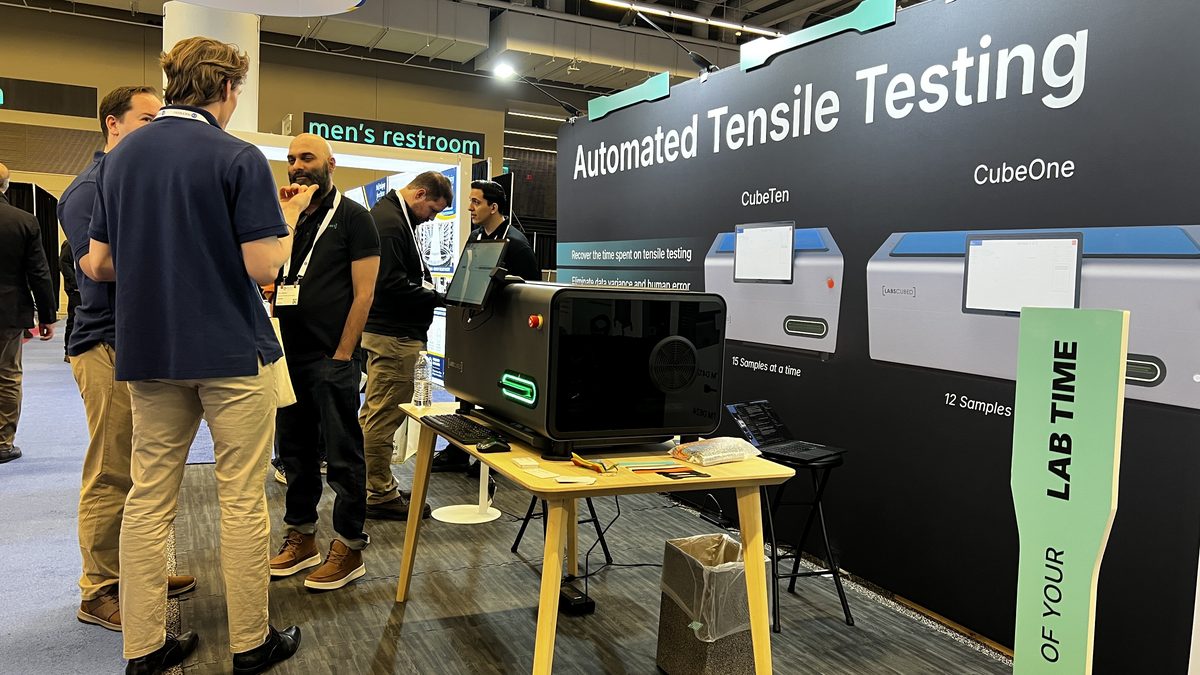 men's restroom
Automated Tensile Testing
CubeTen
CubeOne
Recover the time spent on tensile testing
Eliminate data variance and human error
[LABSCUBED]
15 Samples at a time
12 Samples
OF YOUR LAB TIME